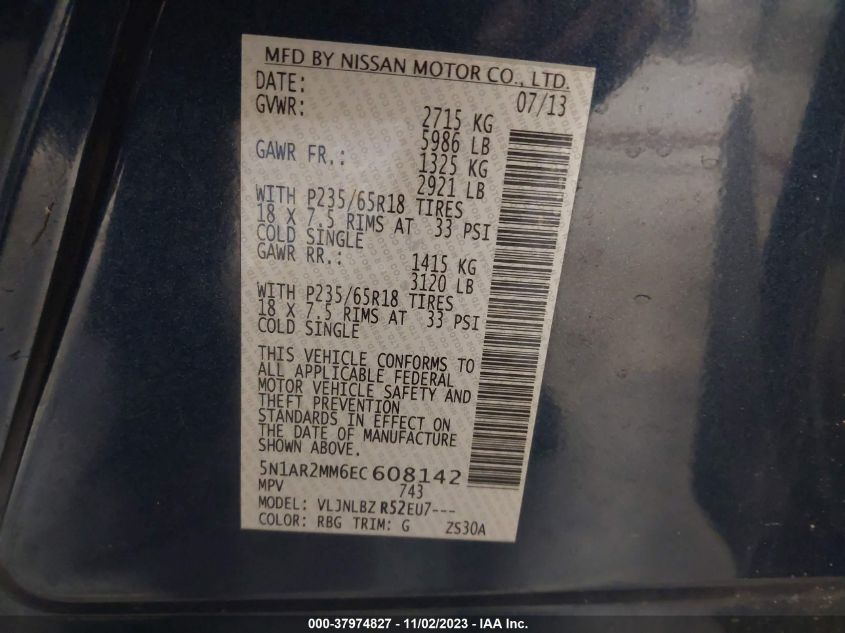 MFD BY NISSAN MOTOR CO., LTD.
DATE: 07/13
GVWR: 2715 KG
5986 LB
GAWR FR.: 1325 KG
2921 LB
WITH P235/65R18 TIRES
18 X 7.5 RIMS AT 33 PSI
COLD SINGLE
GAWR RR.: 1415 KG
3120 LB
WITH P235/65R18 TIRES
18 X 7.5 RIMS AT 33 PSI
COLD SINGLE
THIS VEHICLE CONFORMS TO
ALL APPLICABLE FEDERAL
MOTOR VEHICLE SAFETY AND
THEFT PREVENTION
STANDARDS IN EFFECT ON
THE DATE OF MANUFACTURE
SHOWN ABOVE.
5N1AR2MM6EC 608142
MPV 743
MODEL: VLJNLBZ R52EU7---
COLOR: RBG TRIM: G ZS30A
000-37974827 - 11/02/2023 - IAA Inc.